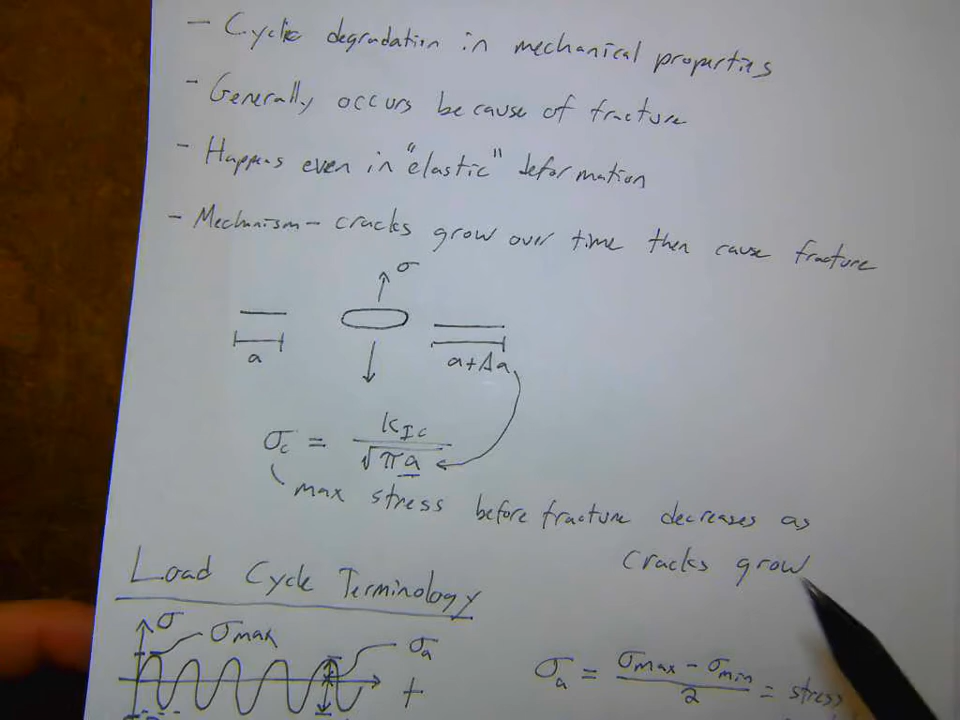 - Cyclic degradation in mechanical properties
- Generally occurs because of fracture
- Happens even in "elastic" deformation
- Mechanism - cracks grow over time then cause fracture
σ
a
a+Δa
σc = KIc / √πa
max stress before fracture decreases as
cracks grow
Load Cycle Terminology
σ
σmax
σa
t
σa = (σmax - σmin) / 2 = stress